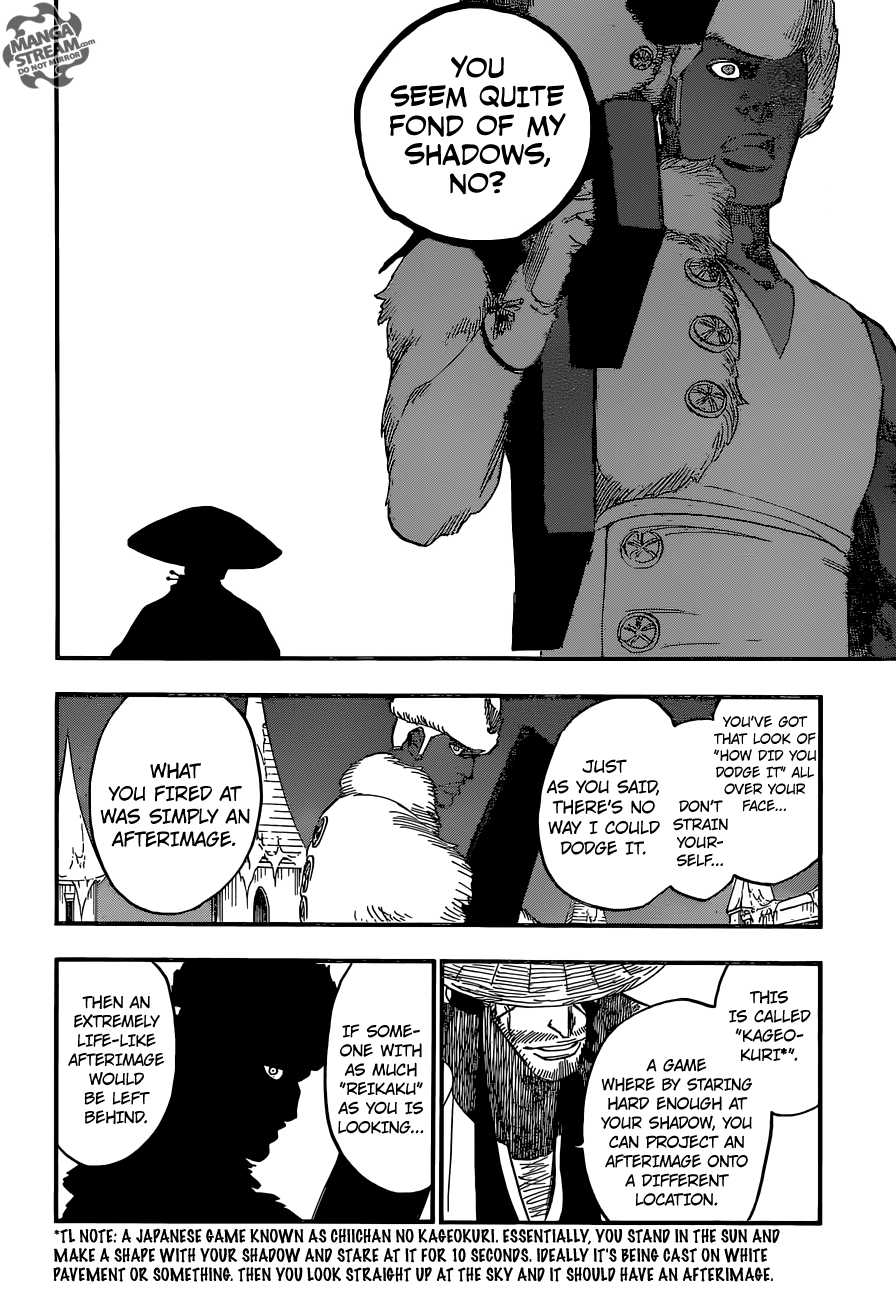 MANGA
STREAM.COM
DO NOT MIRROR
YOU
SEEM QUITE
FOND OF MY
SHADOWS,
NO?
YOU'VE GOT
THAT LOOK OF
"HOW DID YOU
DODGE IT" ALL
OVER YOUR
FACE...
DON'T
STRAIN
YOUR-
SELF...
JUST
AS YOU SAID,
THERE'S NO
WAY I COULD
DODGE IT.
WHAT
YOU FIRED AT
WAS SIMPLY AN
AFTERIMAGE.
THIS
IS CALLED
"KAGEO-
KURI*".
A GAME
WHERE BY STARING
HARD ENOUGH AT
YOUR SHADOW, YOU
CAN PROJECT AN
AFTERIMAGE ONTO
A DIFFERENT
LOCATION.
IF SOME-
ONE WITH
AS MUCH
"REIKAKU"
AS YOU IS
LOOKING...
THEN AN
EXTREMELY
LIFE-LIKE
AFTERIMAGE
WOULD
BE LEFT
BEHIND.
*TL NOTE: A JAPANESE GAME KNOWN AS CHIICHAN NO KAGEOKURI. ESSENTIALLY, YOU STAND IN THE SUN AND
MAKE A SHAPE WITH YOUR SHADOW AND STARE AT IT FOR 10 SECONDS. IDEALLY IT'S BEING CAST ON WHITE
PAVEMENT OR SOMETHING. THEN YOU LOOK STRAIGHT UP AT THE SKY AND IT SHOULD HAVE AN AFTERIMAGE.